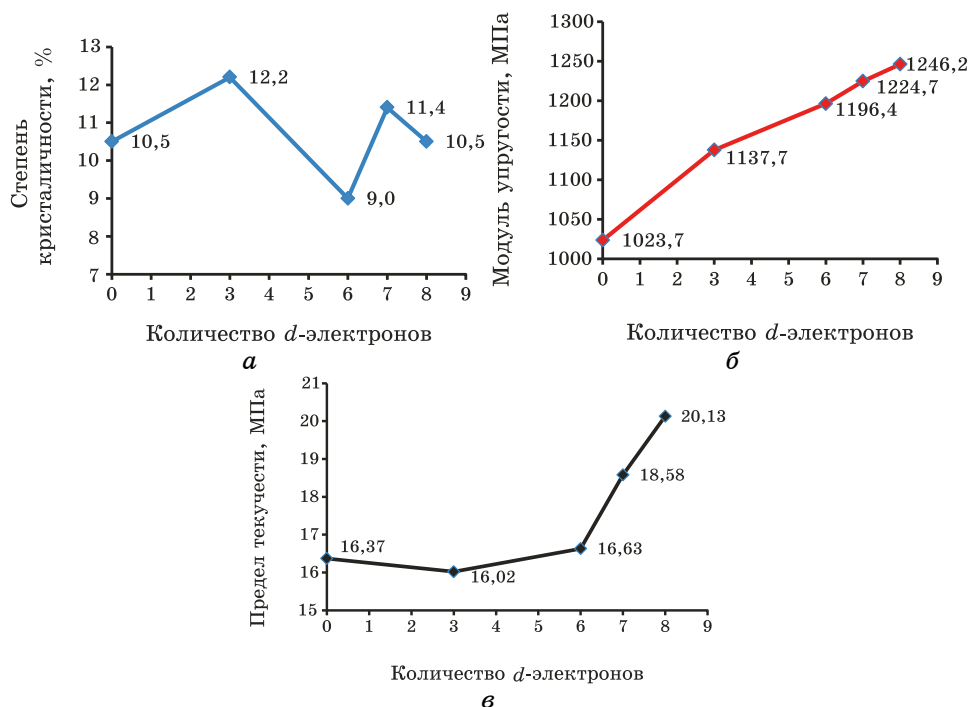 13
12
11
10
9
8
7
10,5
12,2
9,0
11,4
10,5
0 1 2 3 4 5 6 7 8 9
Степень
кристаличности, %
Количество d-электронов
а
1300
1250
1200
1150
1100
1050
1000
1023,7
1137,7
1196,4
1224,7
1246,2
0 1 2 3 4 5 6 7 8 9
Модуль упругости, МПа
Количество d-электронов
б
21
20
19
18
17
16
15
16,37
16,02
16,63
18,58
20,13
0 1 2 3 4 5 6 7 8 9
Предел текучести, МПа
Количество d-электронов
в